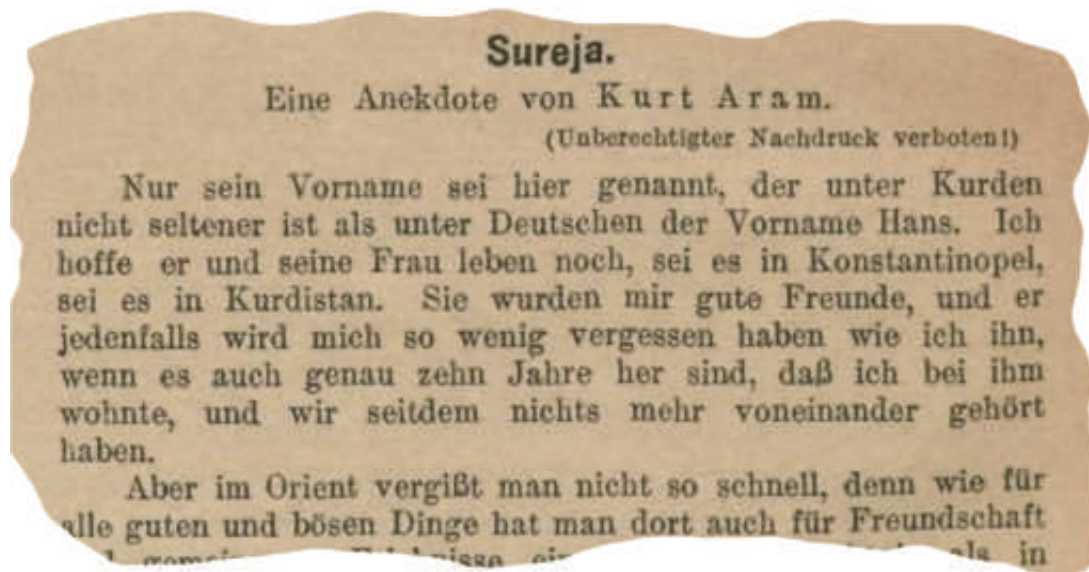 Sureja.
Eine Anekdote von Kurt Aram.
(Unberechtigter Nachdruck verboten!)
Nur sein Vorname sei hier genannt, der unter Kurden
nicht seltener ist als unter Deutschen der Vorname Hans. Ich
hoffe er und seine Frau leben noch, sei es in Konstantinopel,
sei es in Kurdistan. Sie wurden mir gute Freunde, und er
jedenfalls wird mich so wenig vergessen haben wie ich ihn,
wenn es auch genau zehn Jahre her sind, daß ich bei ihm
wohnte, und wir seitdem nichts mehr voneinander gehört
haben.
Aber im Orient vergißt man nicht so schnell, denn wie für
alle guten und bösen Dinge hat man dort auch für Freundschaft
als in